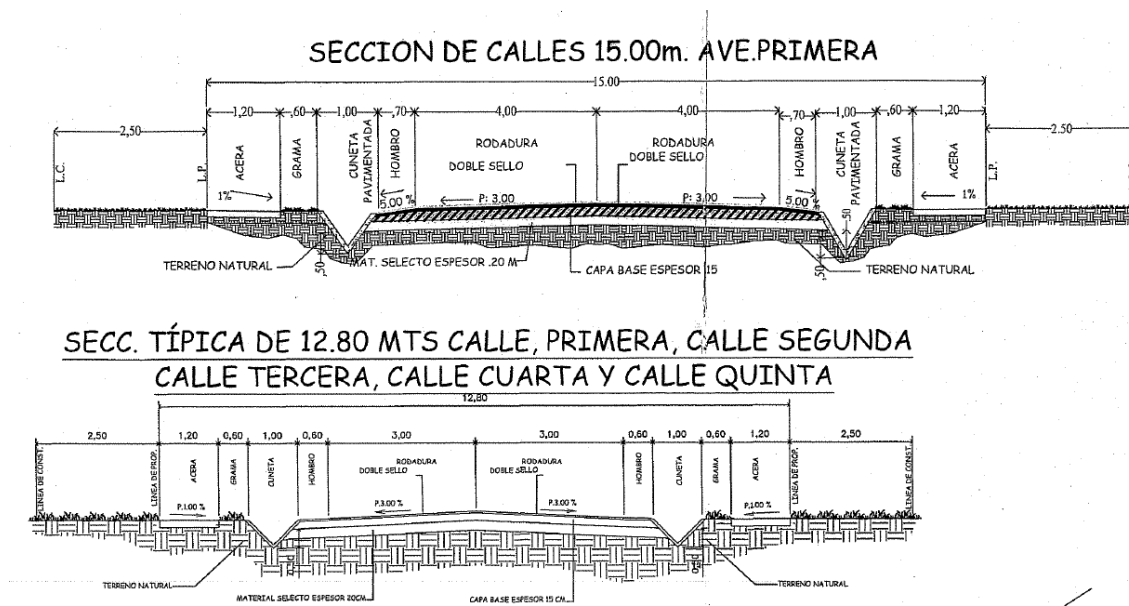 SECCION DE CALLES 15.00m. AVE.PRIMERA
15.00
1,20 ,60 1,00 ,70 4,00 4,00 ,70 1,00 ,60 1,20
2,50 2.50
L.C. L.P. ACERA GRAMA CUNETA PAVIMENTADA HOMBRO RODADURA RODADURA HOMBRO CUNETA PAVIMENTADA GRAMA ACERA L.P.
DOBLE SELLO DOBLE SELLO
1% 5.00 % P: 3.00 P: 3.00 5.00 % 1%
,50
TERRENO NATURAL ,50 MAT. SELECTO ESPESOR .20 M CAPA BASE ESPESOR 15 ,50 TERRENO NATURAL
SECC. TÍPICA DE 12.80 MTS CALLE, PRIMERA, CALLE SEGUNDA
CALLE TERCERA, CALLE CUARTA Y CALLE QUINTA
12,80
2,50 1,20 0,60 1,00 0,60 3,00 3,00 0,60 1,00 0,60 1,20 2,50
LINEA DE CONST. LINEA DE PROP. ACERA GRAMA CUNETA HOMBRO RODADURA RODADURA HOMBRO CUNETA GRAMA ACERA LINEA DE PROP. LINEA DE CONST.
DOBLE SELLO DOBLE SELLO
P.1.00 % P.3.00 % P.3.00 % P.1.00 %
TERRENO NATURAL TERRENO NATURAL
MATERIAL SELECTO ESPESOR 20CM CAPA BASE ESPESOR 15 CM